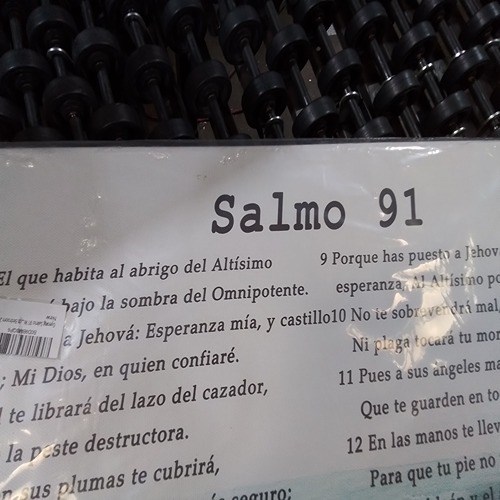 Salmo 91
El que habita al abrigo del Altísimo
bajo la sombra del Omnipotente.
a Jehová: Esperanza mía, y castillo
; Mi Dios, en quien confiaré.
te librará del lazo del cazador,
la peste destructora.
sus plumas te cubrirá,
seguro;
9 Porque has puesto a Jehov
esperanza, Al Altísimo po
10 No te sobrevendrá mal
Ni plaga tocará tu mor
11 Pues a sus ángeles ma
Que te guarden en to
12 En las manos te llev
Para que tu pie no